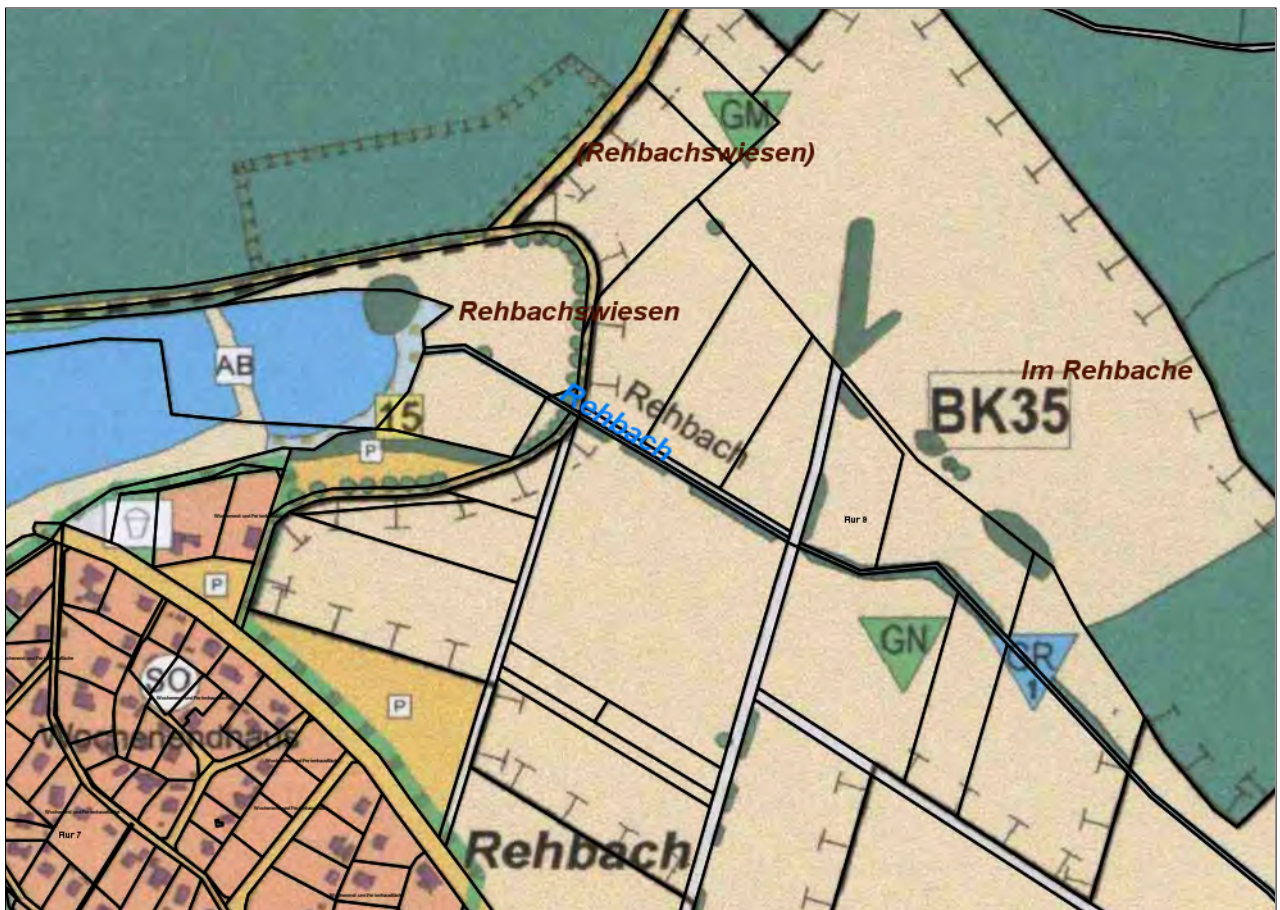 GM
(Rehbachswiesen)
Rehbachswiesen
AB
Im Rehbache
BK35
Rehbach
Rehbach
15
P
Flur 9
P
GN
GR
1
SO
P
Wochenendhaus
Flur 7
Rehbach